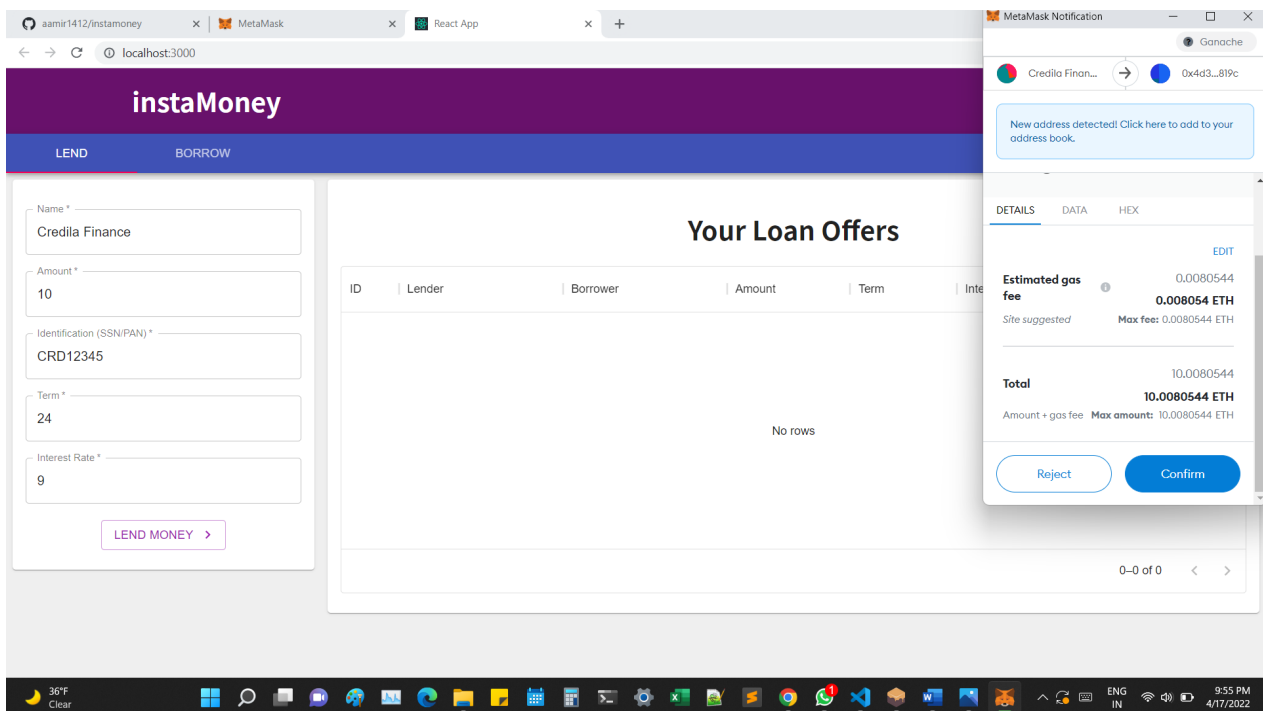 aamir1412/instamoney
MetaMask
React App
localhost:3000
instaMoney
LEND
BORROW
Name *
Credila Finance
Amount *
10
Identification (SSN/PAN) *
CRD12345
Term *
24
Interest Rate *
9
LEND MONEY
Your Loan Offers
ID Lender Borrower Amount Term Inte
No rows
0–0 of 0
MetaMask Notification
Ganache
Credila Finan...
0x4d3...819c
New address detected! Click here to add to your
address book.
DETAILS DATA HEX
EDIT
Estimated gas
fee
0.0080544
0.008054 ETH
Site suggested
Max fee: 0.0080544 ETH
Total
10.0080544
10.0080544 ETH
Amount + gas fee Max amount: 10.0080544 ETH
Reject
Confirm
36°F
Clear
1
ENG
IN
9:55 PM
4/17/2022